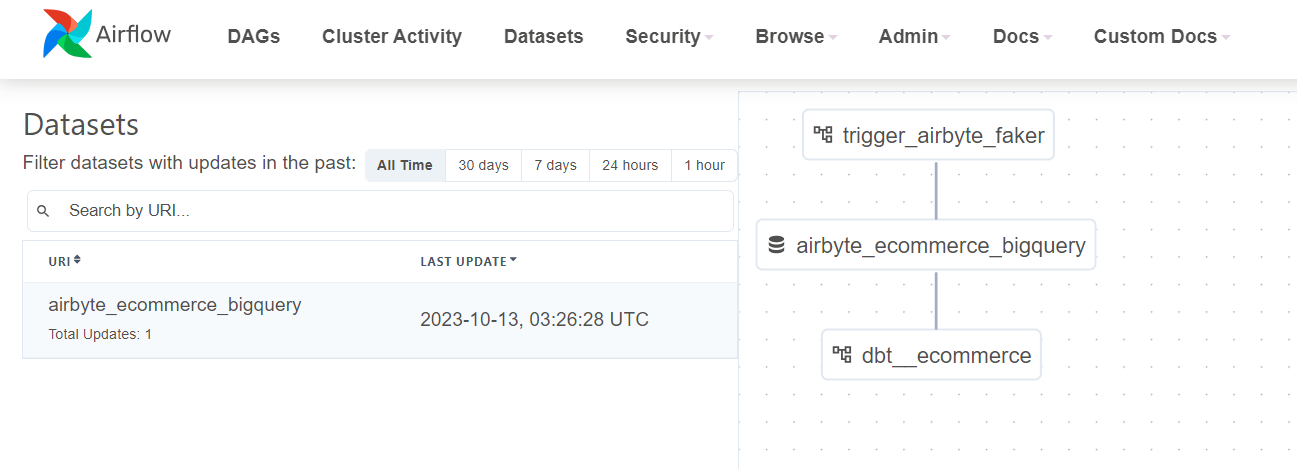 Airflow
DAGs Cluster Activity Datasets Security Browse Admin Docs Custom Docs
Datasets
Filter datasets with updates in the past: All Time 30 days 7 days 24 hours 1 hour
Search by URI...
URI LAST UPDATE
airbyte_ecommerce_bigquery
Total Updates: 1
2023-10-13, 03:26:28 UTC
trigger_airbyte_faker
airbyte_ecommerce_bigquery
dbt__ecommerce